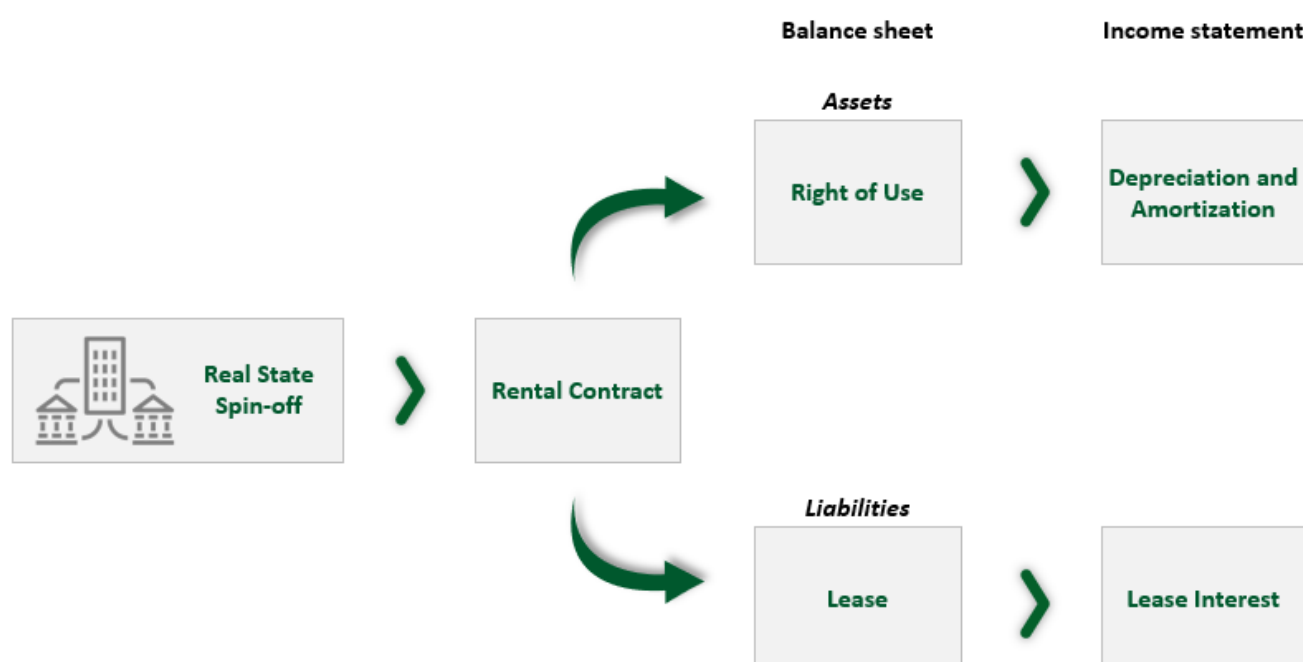 Balance sheet
Income statement
Assets
Right of Use
Depreciation and
Amortization
Real State
Spin-off
Rental Contract
Liabilities
Lease
Lease Interest